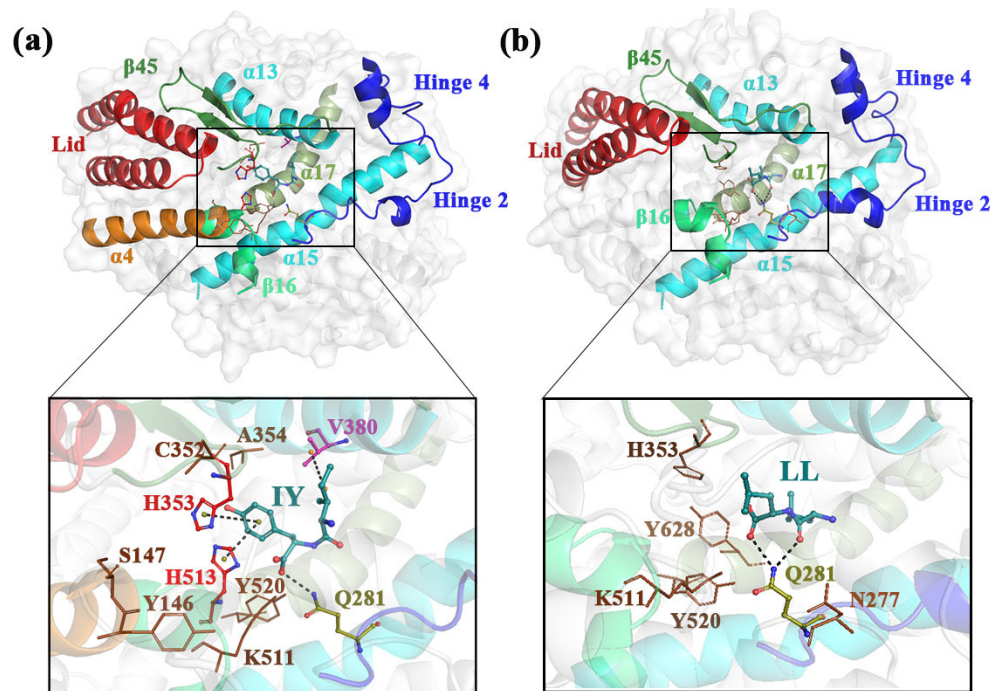 (a)
β45
α13
Hinge 4
Lid
α17
Hinge 2
α4
α15
β16
C352
A354
V380
H353
IY
S147
H513
Y520
Q281
Y146
K511
(b)
β45
α13
Hinge 4
Lid
α17
β16
Hinge 2
α15
H353
LL
Y628
Q281
K511
N277
Y520